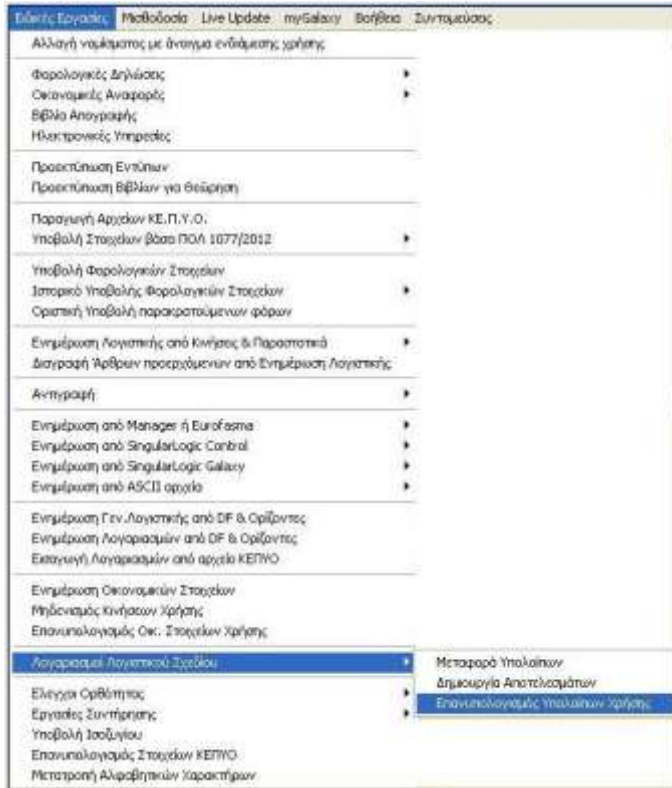 Ειδικές Εργασίες Μισθοδοσία Live Update myGalaxy Βοήθεια Συντομεύσεις
Αλλαγή νομίσματος με άνοιγμα ενδιάμεσης χρήσης
Φορολογικές Δηλώσεις
Οικονομικές Αναφορές
Βιβλία Απογραφής
Ηλεκτρονικές Υπηρεσίες
Προεκτύπωση Εντύπων
Προεκτύπωση Βιβλίων για Θεώρηση
Παραγωγή Αρχείων ΚΕ.Π.Υ.Ο.
Υποβολή Στοιχείων βάσο ΠΟΛ 1077/2012
Υποβολή Φορολογικών Στοιχείων
Ιστορικό Υποβολής Φορολογικών Στοιχείων
Οριστική Υποβολή παρακρατούμενων φόρων
Ενημέρωση Λογιστικής από Κινήσεις & Παραστατικά
Διαγραφή Άρθρων προερχόμενων από Ενημέρωση Λογιστικής
Αντιγραφή
Ενημέρωση από Manager ή Eurofasma
Ενημέρωση από SingularLogic Control
Ενημέρωση από SingularLogic Galaxy
Ενημέρωση από ASCII αρχεία
Ενημέρωση Γεν.Λογιστικής από DF & Ορίζοντες
Ενημέρωση Λογαριασμών από DF & Ορίζοντες
Εισαγωγή Λογαριασμών από αρχείο ΚΕΠΥΟ
Ενημέρωση Οικονομικών Στοιχείων
Μηδενισμός Κινήσεων Χρήσης
Επανυπολογισμός Οικ. Στοιχείων Χρήσης
Λογαριασμοί Λογιστικού Σχεδίου
Μεταφορά Υπολοίπων
Δημιουργία Αποτελεσμάτων
Επανυπολογισμός Υπολοίπων Χρήσης
Έλεγχοι Ορθότητας
Εργασίες Συντήρησης
Υποβολή Ισοζυγίου
Επανυπολογισμός Στοιχείων ΚΕΠΥΟ
Μετατροπή Αλφαβητικών Χαρακτήρων